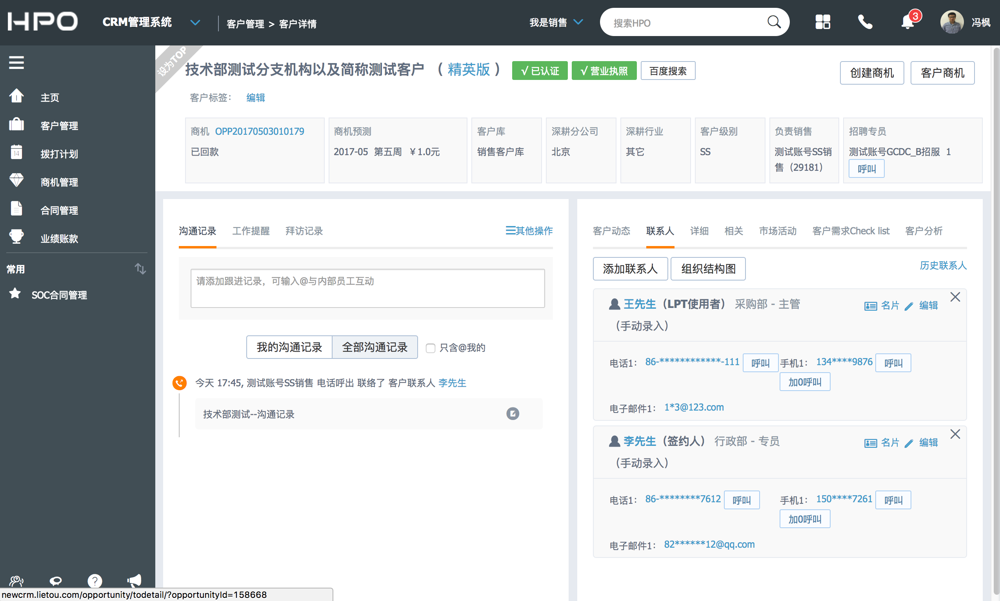 HPO
CRM管理系统
客户管理 > 客户详情
我是销售
搜索HPO
3
冯枫
主页
客户管理
14
拨打计划
商机管理
合同管理
业绩账款
常用
SOC合同管理
设为TOP
技术部测试分支机构以及简称测试客户 （ 精英版 ）
√ 已认证
√ 营业执照
百度搜索
创建商机
客户商机
客户标签： 编辑
商机 OPP20170503010179
已回款
商机预测
2017-05 第五周 ￥1.0元
客户库
销售客户库
深耕分公司
北京
深耕行业
其它
客户级别
SS
负责销售
测试账号SS销
售（29181）
招聘专员
测试账号GCDC_B招服 1
呼叫
沟通记录 工作提醒 拜访记录
其他操作
请添加跟进记录，可输入@与内部员工互动
我的沟通记录 全部沟通记录 只含@我的
今天 17:45, 测试账号SS销售 电话呼出 联络了 客户联系人 李先生
技术部测试--沟通记录
客户动态 联系人 详细 相关 市场活动 客户需求Check list 客户分析
添加联系人 组织结构图
历史联系人
王先生（LPT使用者） 采购部 - 主管
名片 编辑
（手动录入）
电话1： 86-************-111 呼叫 手机1： 134****9876 呼叫
加0呼叫
电子邮件1： 1*3@123.com
李先生（签约人） 行政部 - 专员
名片 编辑
（手动录入）
电话1： 86-********7612 呼叫 手机1： 150****7261 呼叫
加0呼叫
电子邮件1： 82******12@qq.com
?
newcrm.lietou.com/opportunity/todetail/?opportunityId=158668